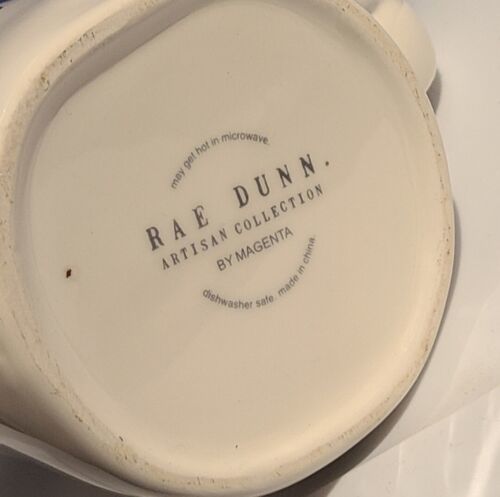 may get hot in microwave.
RAE DUNN.
ARTISAN COLLECTION
BY MAGENTA
dishwasher safe. made in china.